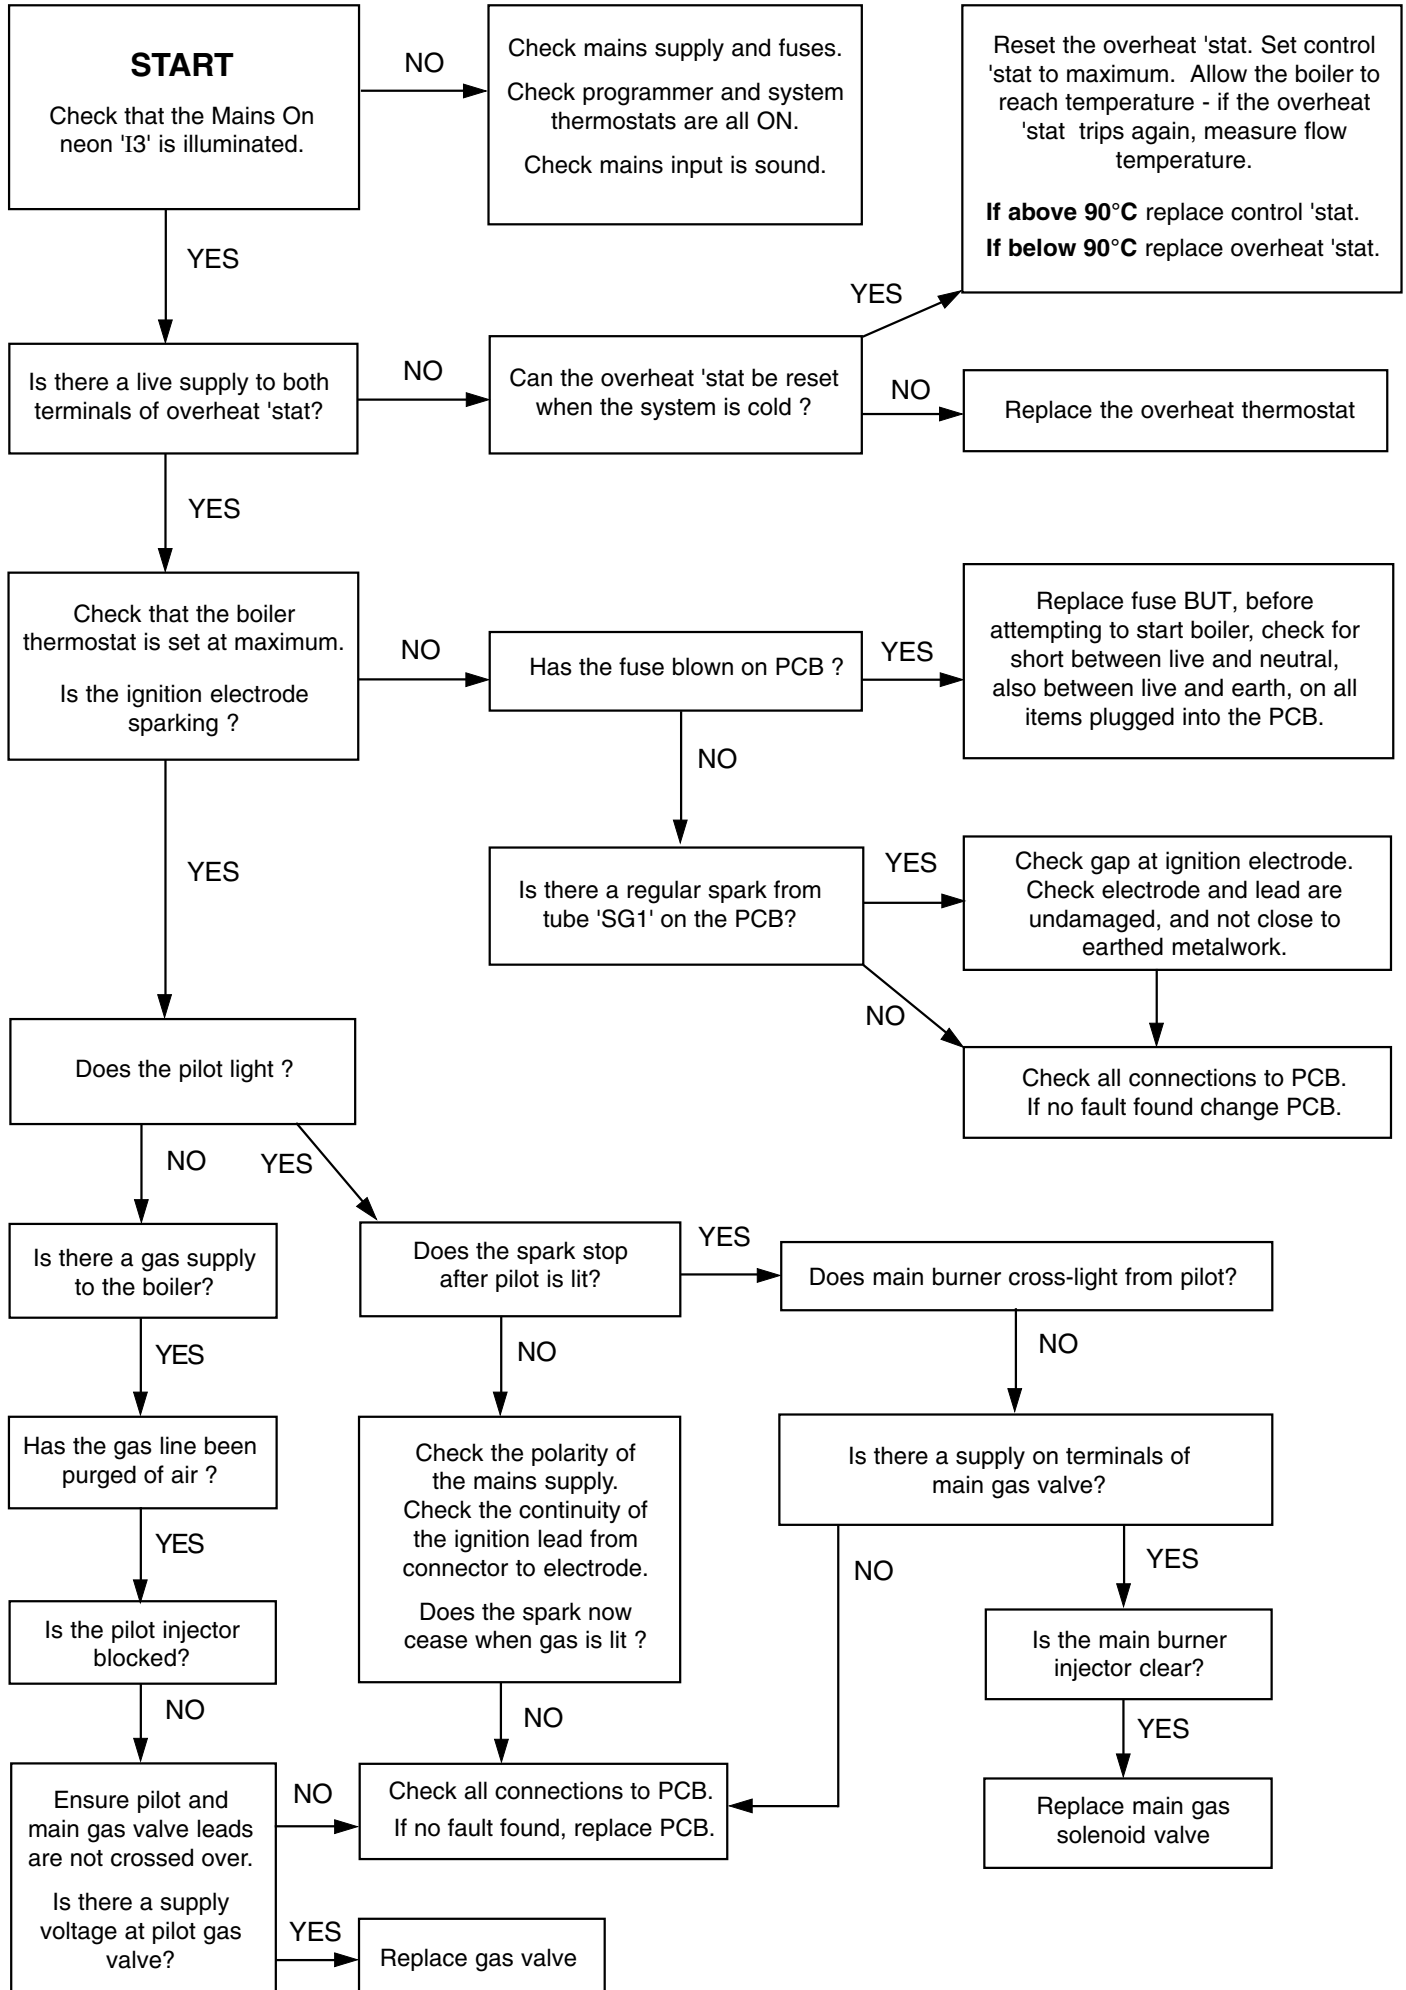 START
Check that the Mains On
neon 'I3' is illuminated.
NO
Check mains supply and fuses.
Check programmer and system
thermostats are all ON.
Check mains input is sound.
Reset the overheat 'stat. Set control
'stat to maximum. Allow the boiler to
reach temperature - if the overheat
'stat trips again, measure flow
temperature.
If above 90°C replace control 'stat.
If below 90°C replace overheat 'stat.
YES
YES
Is there a live supply to both
terminals of overheat 'stat?
NO
Can the overheat 'stat be reset
when the system is cold ?
NO
Replace the overheat thermostat
YES
Check that the boiler
thermostat is set at maximum.
Is the ignition electrode
sparking ?
NO
Has the fuse blown on PCB ?
YES
Replace fuse BUT, before
attempting to start boiler, check for
short between live and neutral,
also between live and earth, on all
items plugged into the PCB.
NO
YES
Is there a regular spark from
tube 'SG1' on the PCB?
YES
Check gap at ignition electrode.
Check electrode and lead are
undamaged, and not close to
earthed metalwork.
NO
Check all connections to PCB.
If no fault found change PCB.
Does the pilot light ?
NO
YES
Is there a gas supply
to the boiler?
Does the spark stop
after pilot is lit?
YES
Does main burner cross-light from pilot?
YES
NO
NO
Has the gas line been
purged of air ?
Check the polarity of
the mains supply.
Check the continuity of
the ignition lead from
connector to electrode.
Does the spark now
cease when gas is lit ?
Is there a supply on terminals of
main gas valve?
YES
NO
YES
Is the pilot injector
blocked?
Is the main burner
injector clear?
NO
NO
YES
Ensure pilot and
main gas valve leads
are not crossed over.
Is there a supply
voltage at pilot gas
valve?
NO
Check all connections to PCB.
If no fault found, replace PCB.
Replace main gas
solenoid valve
YES
Replace gas valve